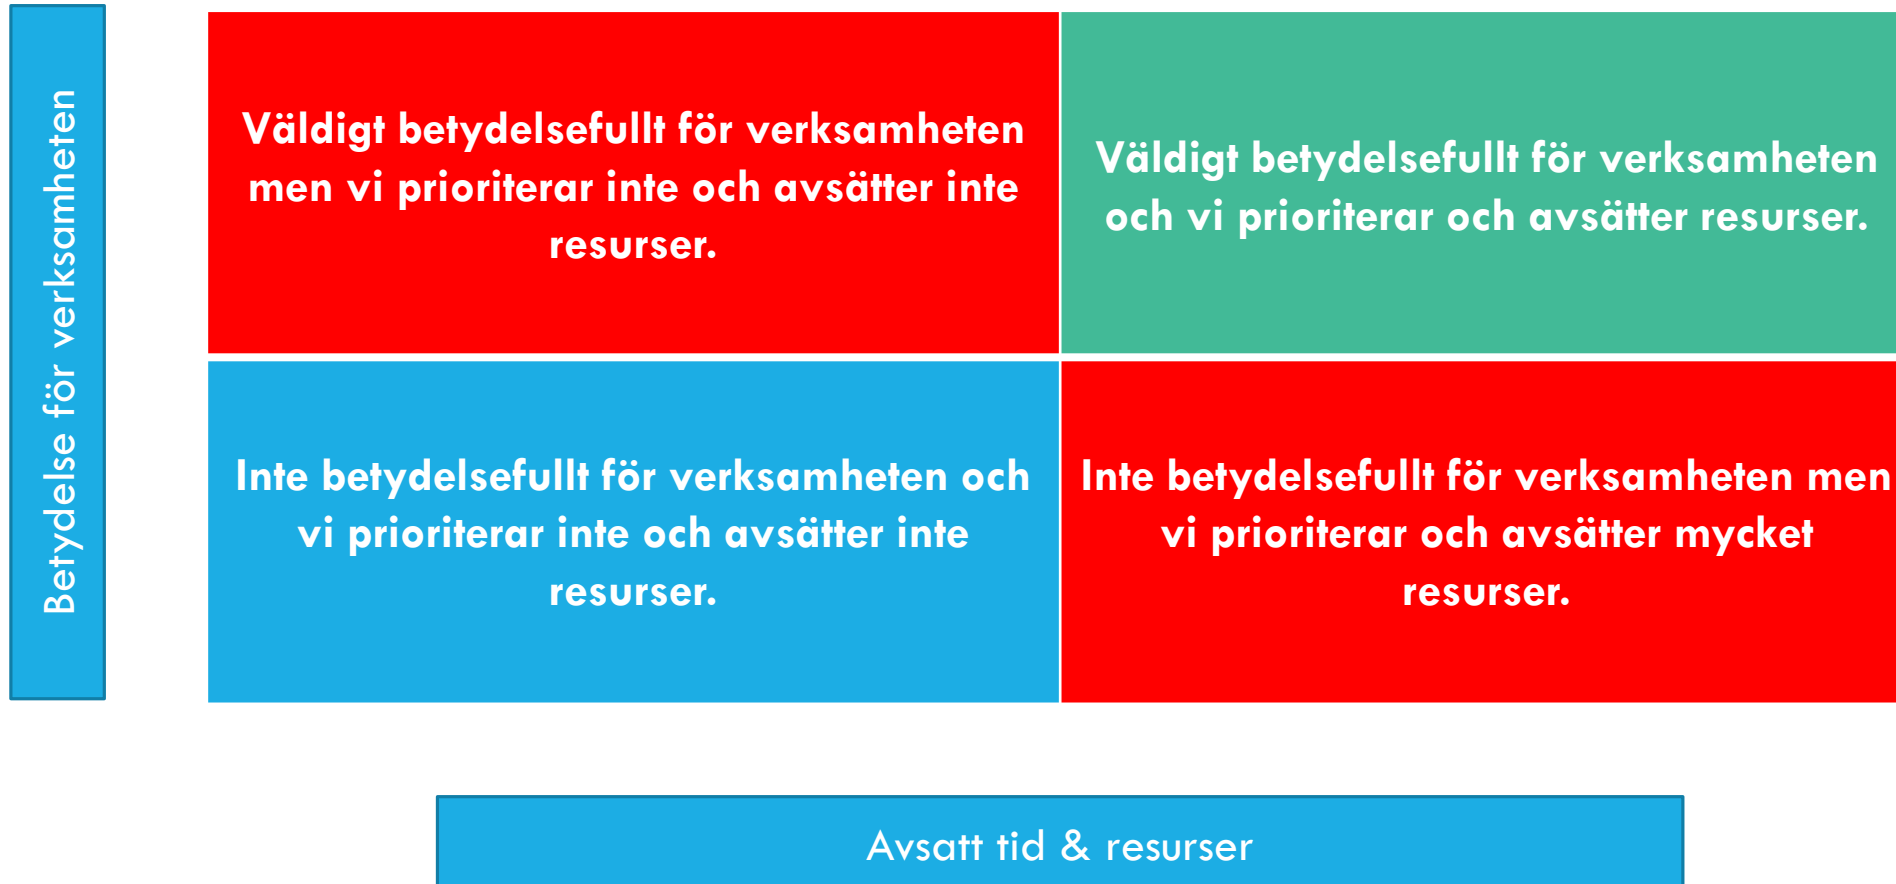 Betydelse för verksamheten
Väldigt betydelsefullt för verksamheten
men vi prioriterar inte och avsätter inte
resurser.
Väldigt betydelsefullt för verksamheten
och vi prioriterar och avsätter resurser.
Inte betydelsefullt för verksamheten och
vi prioriterar inte och avsätter inte
resurser.
Inte betydelsefullt för verksamheten men
vi prioriterar och avsätter mycket
resurser.
Avsatt tid & resurser